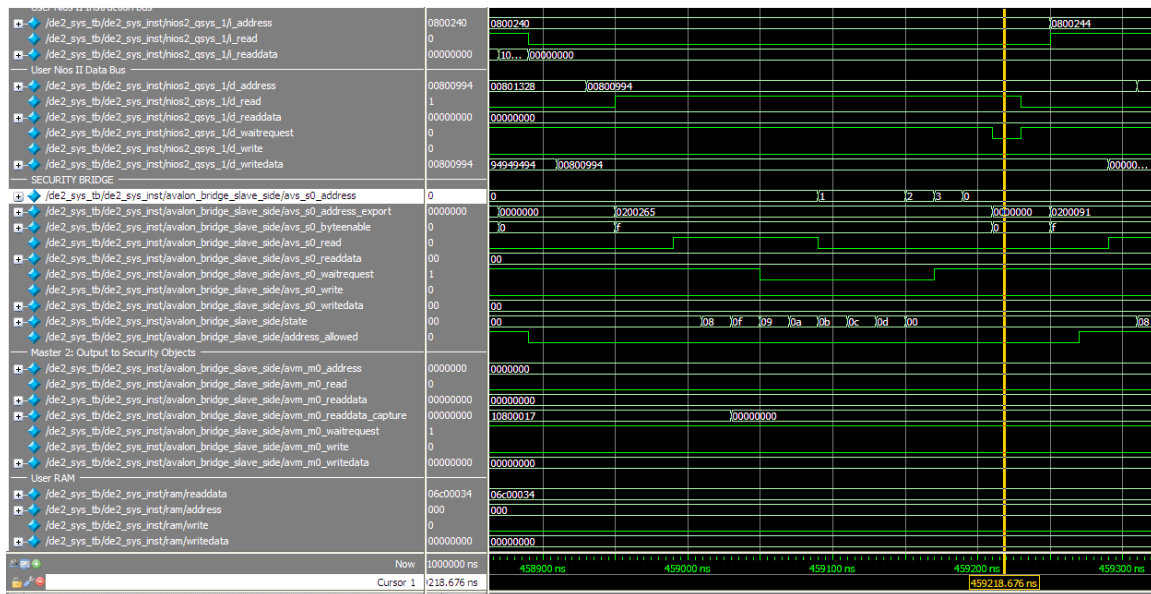 User Nios II Instruction Bus
/de2_sys_tb/de2_sys_inst/nios2_qsys_1/i_address 0800240 0800240 0800244
/de2_sys_tb/de2_sys_inst/nios2_qsys_1/i_read 0
/de2_sys_tb/de2_sys_inst/nios2_qsys_1/i_readdata 00000000 10... 00000000
User Nios II Data Bus
/de2_sys_tb/de2_sys_inst/nios2_qsys_1/d_address 00800994 00801328 00800994
/de2_sys_tb/de2_sys_inst/nios2_qsys_1/d_read 1
/de2_sys_tb/de2_sys_inst/nios2_qsys_1/d_readdata 00000000 00000000
/de2_sys_tb/de2_sys_inst/nios2_qsys_1/d_waitrequest 0
/de2_sys_tb/de2_sys_inst/nios2_qsys_1/d_write 0
/de2_sys_tb/de2_sys_inst/nios2_qsys_1/d_writedata 00800994 94949494 00800994 00000...
SECURITY BRIDGE
/de2_sys_tb/de2_sys_inst/avalon_bridge_slave_side/avs_s0_address 0 0 1 2 3 0
/de2_sys_tb/de2_sys_inst/avalon_bridge_slave_side/avs_s0_address_export 0000000 0000000 0200265 0000000 0200091
/de2_sys_tb/de2_sys_inst/avalon_bridge_slave_side/avs_s0_byteenable 0 0 f 0 f
/de2_sys_tb/de2_sys_inst/avalon_bridge_slave_side/avs_s0_read 0
/de2_sys_tb/de2_sys_inst/avalon_bridge_slave_side/avs_s0_readdata 00 00
/de2_sys_tb/de2_sys_inst/avalon_bridge_slave_side/avs_s0_waitrequest 1
/de2_sys_tb/de2_sys_inst/avalon_bridge_slave_side/avs_s0_write 0
/de2_sys_tb/de2_sys_inst/avalon_bridge_slave_side/avs_s0_writedata 00 00
/de2_sys_tb/de2_sys_inst/avalon_bridge_slave_side/state 00 00 08 0f 09 0a 0b 0c 0d 00 08
/de2_sys_tb/de2_sys_inst/avalon_bridge_slave_side/address_allowed 0
Master 2: Output to Security Objects
/de2_sys_tb/de2_sys_inst/avalon_bridge_slave_side/avm_m0_address 0000000 0000000
/de2_sys_tb/de2_sys_inst/avalon_bridge_slave_side/avm_m0_read 0
/de2_sys_tb/de2_sys_inst/avalon_bridge_slave_side/avm_m0_readdata 00000000 00000000
/de2_sys_tb/de2_sys_inst/avalon_bridge_slave_side/avm_m0_readdata_capture 00000000 10800017 00000000
/de2_sys_tb/de2_sys_inst/avalon_bridge_slave_side/avm_m0_waitrequest 1
/de2_sys_tb/de2_sys_inst/avalon_bridge_slave_side/avm_m0_write 0
/de2_sys_tb/de2_sys_inst/avalon_bridge_slave_side/avm_m0_writedata 00000000 00000000
User RAM
/de2_sys_tb/de2_sys_inst/ram/readdata 06c00034 06c00034
/de2_sys_tb/de2_sys_inst/ram/address 000 000
/de2_sys_tb/de2_sys_inst/ram/write 0
/de2_sys_tb/de2_sys_inst/ram/writedata 00000000 00000000
Now 1000000 ns 458900 ns 459000 ns 459100 ns 459200 ns 459300 ns
Cursor 1 218.676 ns 459218.676 ns